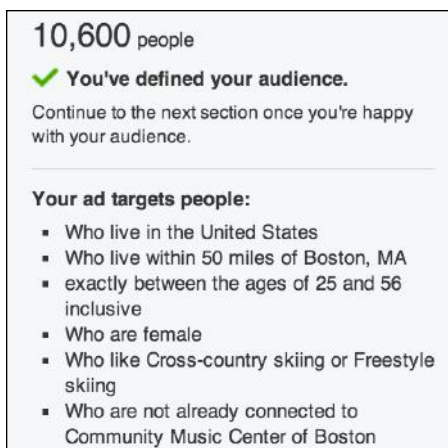 10,600 people
You've defined your audience.
Continue to the next section once you're happy
with your audience.
Your ad targets people:
Who live in the United States
Who live within 50 miles of Boston, MA
exactly between the ages of 25 and 56
inclusive
Who are female
Who like Cross-country skiing or Freestyle
skiing
Who are not already connected to
Community Music Center of Boston